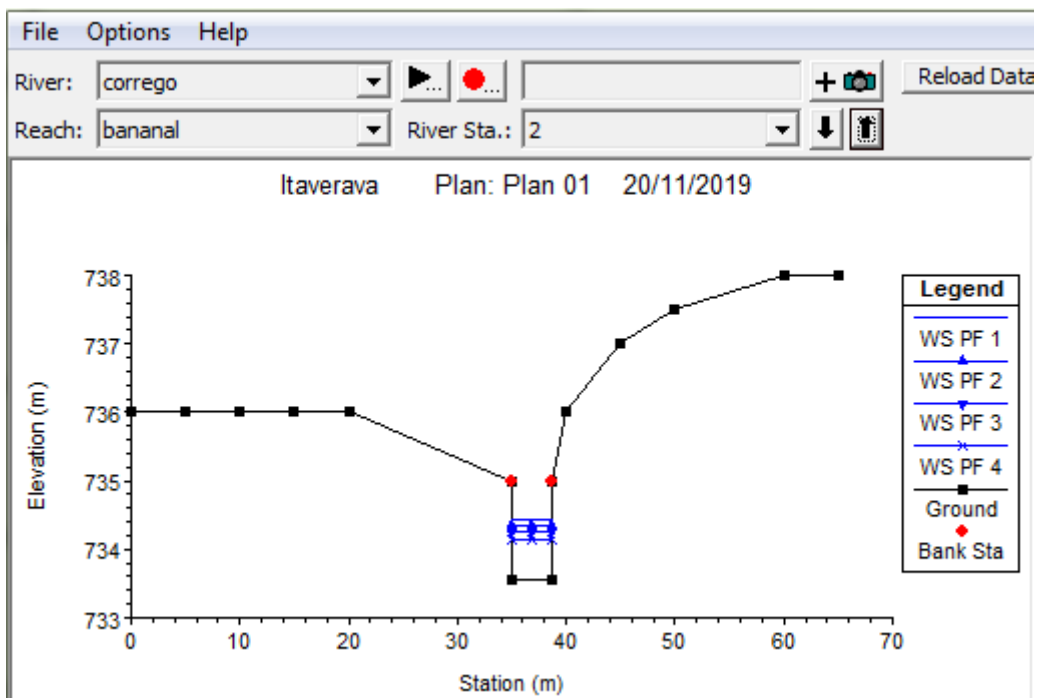 File Options Help
River: corrego ... ... + Reload Data
Reach: bananal River Sta.: 2
Itaverava Plan: Plan 01 20/11/2019
738
737
736
735
734
733
Elevation (m)
0 10 20 30 40 50 60 70
Station (m)
Legend
WS PF 1
WS PF 2
WS PF 3
WS PF 4
Ground
Bank Sta